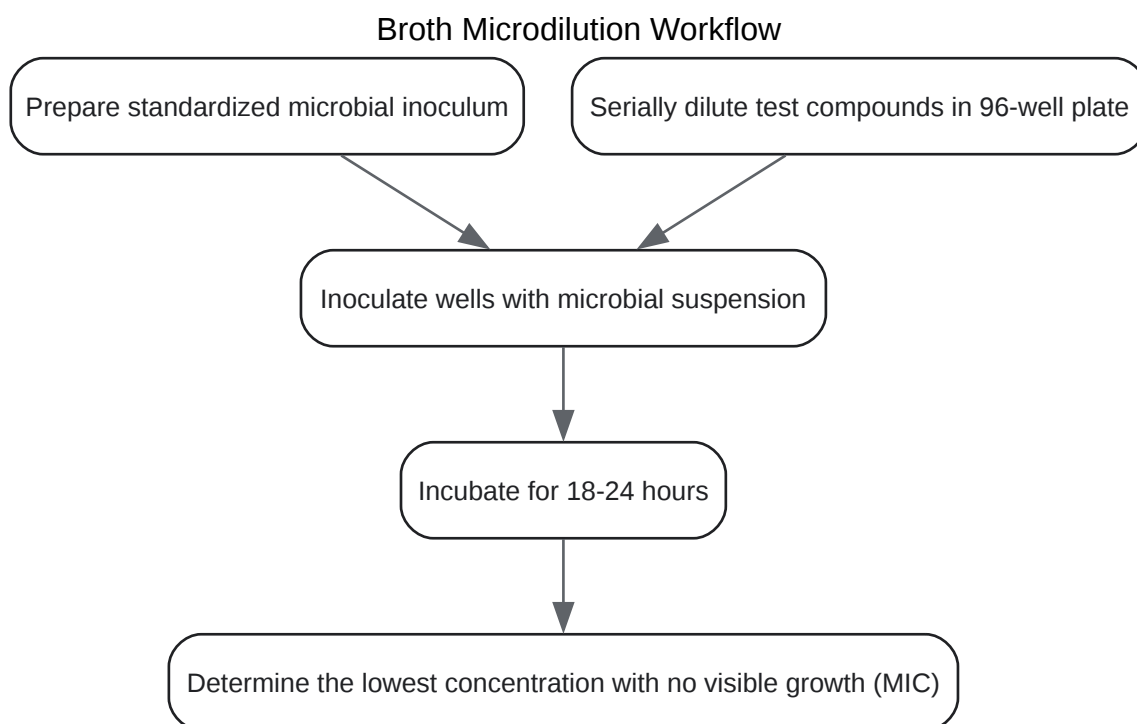 Broth Microdilution Workflow
Prepare standardized microbial inoculum
Serially dilute test compounds in 96-well plate
Inoculate wells with microbial suspension
Incubate for 18-24 hours
Determine the lowest concentration with no visible growth (MIC)